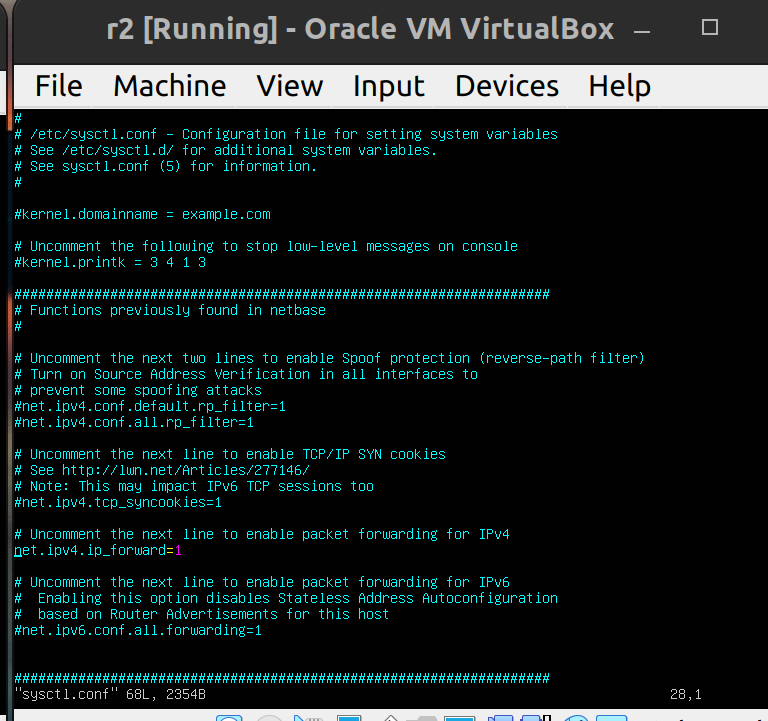 r2 [Running] - Oracle VM VirtualBox
File Machine View Input Devices Help
#
# /etc/sysctl.conf - Configuration file for setting system variables
# See /etc/sysctl.d/ for additional system variables.
# See sysctl.conf (5) for information.
#
#kernel.domainname = example.com
# Uncomment the following to stop low-level messages on console
#kernel.printk = 3 4 1 3
###################################################################
# Functions previously found in netbase
#
# Uncomment the next two lines to enable Spoof protection (reverse-path filter)
# Turn on Source Address Verification in all interfaces to
# prevent some spoofing attacks
#net.ipv4.conf.default.rp_filter=1
#net.ipv4.conf.all.rp_filter=1
# Uncomment the next line to enable TCP/IP SYN cookies
# See http://lwn.net/Articles/277146/
# Note: This may impact IPv6 TCP sessions too
#net.ipv4.tcp_syncookies=1
# Uncomment the next line to enable packet forwarding for IPv4
net.ipv4.ip_forward=1
# Uncomment the next line to enable packet forwarding for IPv6
#  Enabling this option disables Stateless Address Autoconfiguration
#  based on Router Advertisements for this host
#net.ipv6.conf.all.forwarding=1
###################################################################
"sysctl.conf" 68L, 2354B 28,1